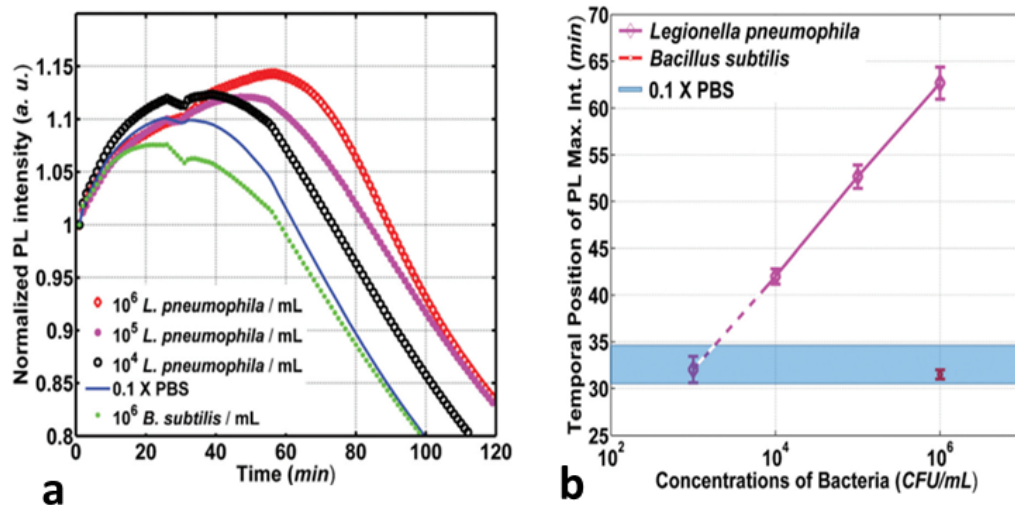 Normalized PL intensity (a. u.)
1.15
1.10
1.05
1
0.95
0.9
0.85
0.8
10⁶ L. pneumophila / mL
10⁵ L. pneumophila / mL
10⁴ L. pneumophila / mL
0.1 X PBS
10⁶ B. subtilis / mL
0 20 40 60 80 100 120
Time (min)
a
Temporal Position of PL Max. Int. (min)
70
65
60
55
50
45
40
35
30
25
Legionella pneumophila
Bacillus subtilis
0.1 X PBS
10² 10⁴ 10⁶
Concentrations of Bacteria (CFU/mL)
b